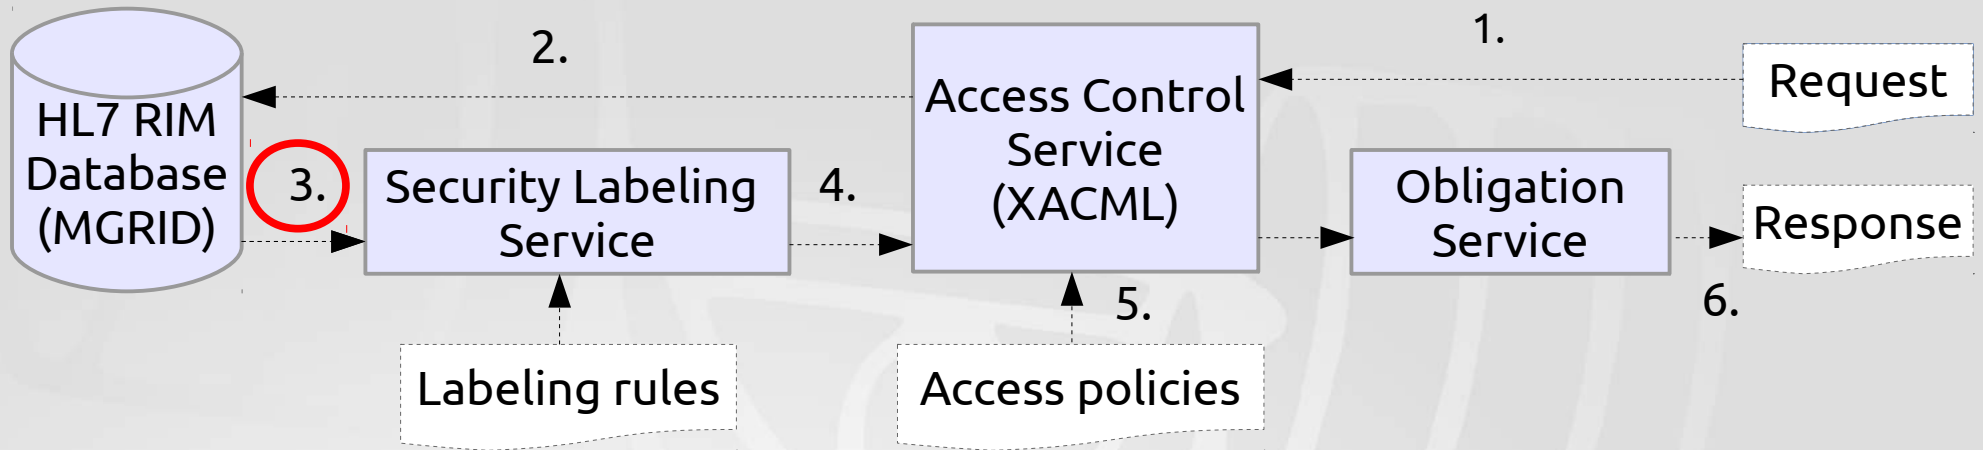 1.
2.
Request
Access Control
Service
(XACML)
HL7 RIM
Database
(MGRID)
3.
Security Labeling
Service
4.
Obligation
Service
Response
5.
6.
Labeling rules
Access policies